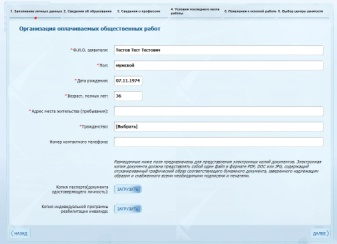 1. Заполнение личных данных 2. Сведения об образовании 3. Сведения о профессии 4. Условия последнего места работы 5. Пожелания к искомой работе 6. Выбор центра занятости
Организация оплачиваемых общественных работ
* Ф.И.О. заявителя: Тестов Тест Тестович
* Пол: мужской
* Дата рождения: 07.11.1974
* Возраст, полных лет: 36
* Адрес места жительства (пребывания):
* Гражданство: [Выбрать]
Номер контактного телефона:
Расположенные ниже поля предназначены для предоставления электронных копий документов. Электронная
копия документа должна представлять собой один файл в формате PDF, DOC или JPG, содержащий
отсканированный графический образ соответствующего бумажного документа, заверенного надлежащим
образом и снабженного всеми необходимыми подписями и печатями.
Копия паспорта(документа
удостоверяющего личность): ЗАГРУЗИТЬ
Копия индивидуальной программы
реабилитации инвалида: ЗАГРУЗИТЬ
НАЗАД ДАЛЕЕ